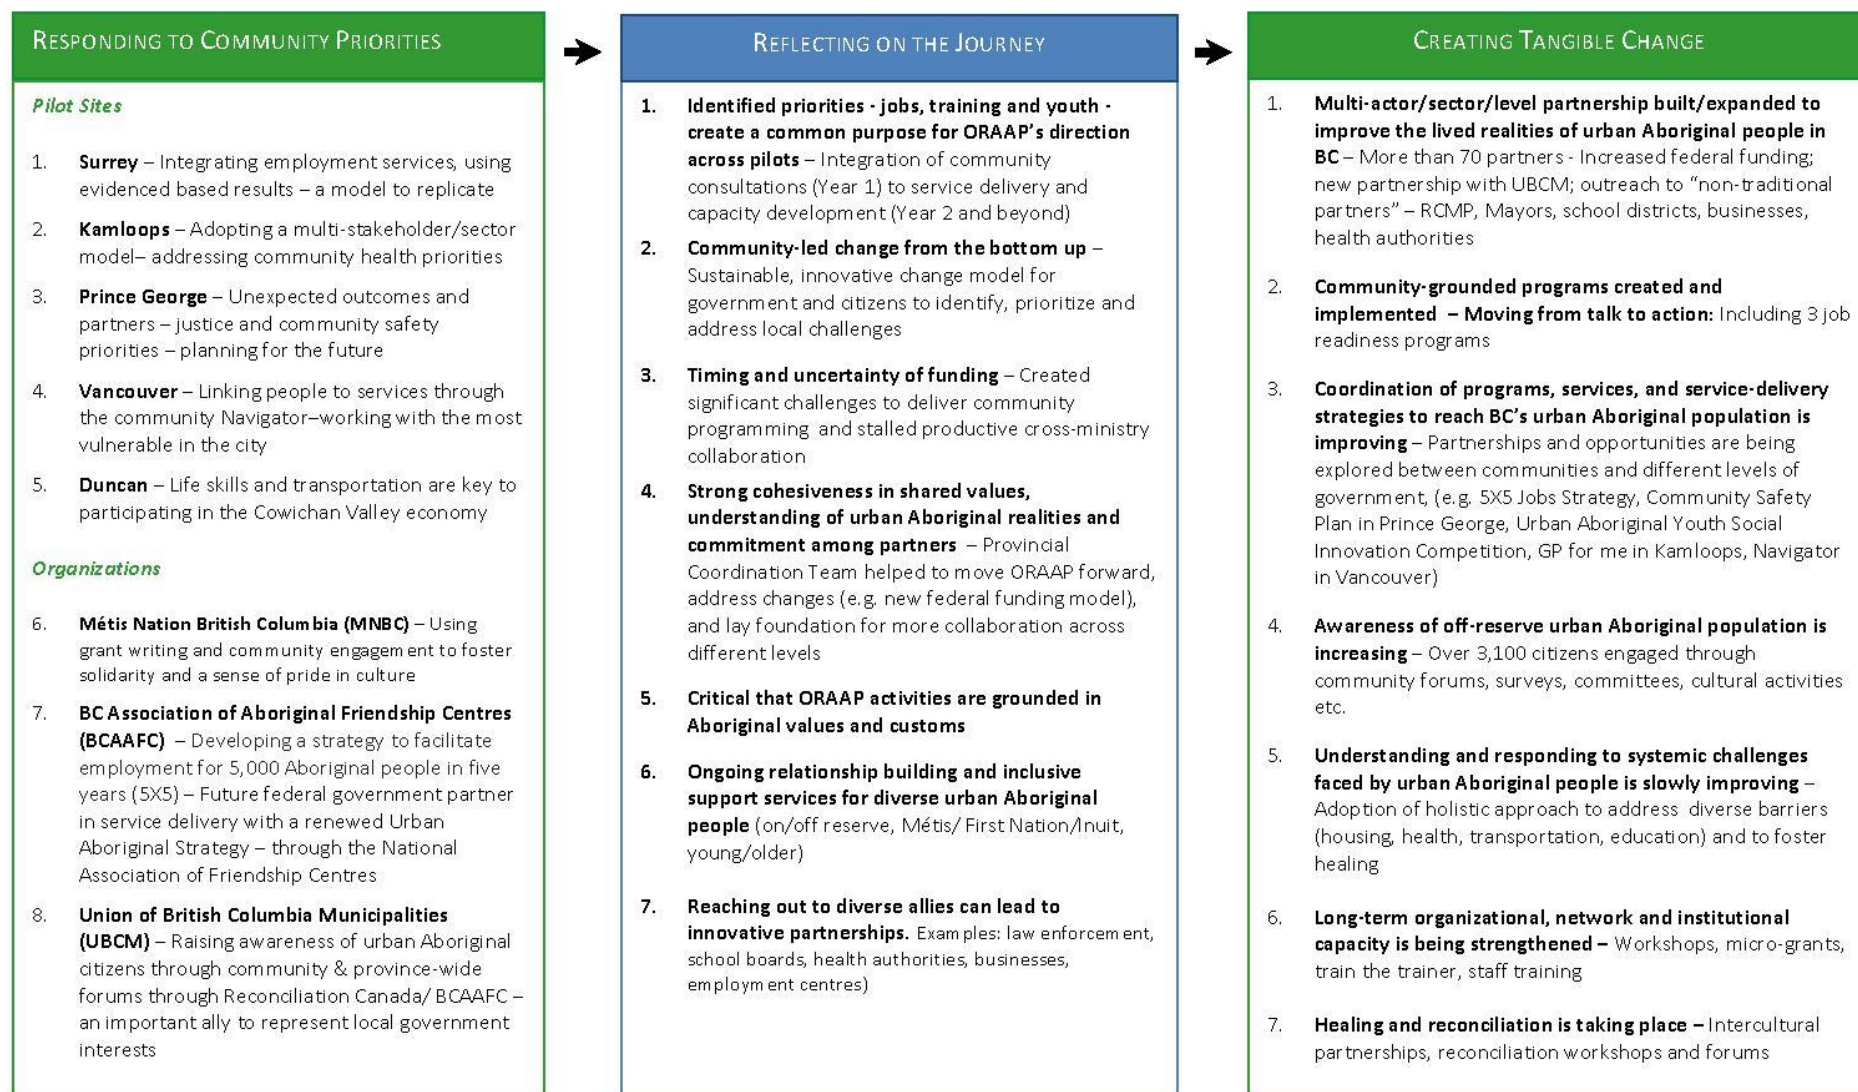 RESPONDING TO COMMUNITY PRIORITIES
Pilot Sites
1. Surrey – Integrating employment services, using
evidenced based results – a model to replicate
2. Kamloops – Adopting a multi-stakeholder/sector
model– addressing community health priorities
3. Prince George – Unexpected outcomes and
partners – justice and community safety
priorities – planning for the future
4. Vancouver – Linking people to services through
the community Navigator–working with the most
vulnerable in the city
5. Duncan – Life skills and transportation are key to
participating in the Cowichan Valley economy
Organizations
6. Métis Nation British Columbia (MNBC) – Using
grant writing and community engagement to foster
solidarity and a sense of pride in culture
7. BC Association of Aboriginal Friendship Centres
(BCAAFC) – Developing a strategy to facilitate
employment for 5,000 Aboriginal people in five
years (5X5) – Future federal government partner
in service delivery with a renewed Urban
Aboriginal Strategy – through the National
Association of Friendship Centres
8. Union of British Columbia Municipalities
(UBCM) – Raising awareness of urban Aboriginal
citizens through community & province-wide
forums through Reconciliation Canada/ BCAAFC –
an important ally to represent local government
interests
REFLECTING ON THE JOURNEY
1. Identified priorities - jobs, training and youth -
create a common purpose for ORAAP's direction
across pilots – Integration of community
consultations (Year 1) to service delivery and
capacity development (Year 2 and beyond)
2. Community-led change from the bottom up –
Sustainable, innovative change model for
government and citizens to identify, prioritize and
address local challenges
3. Timing and uncertainty of funding – Created
significant challenges to deliver community
programming and stalled productive cross-ministry
collaboration
4. Strong cohesiveness in shared values,
understanding of urban Aboriginal realities and
commitment among partners – Provincial
Coordination Team helped to move ORAAP forward,
address changes (e.g. new federal funding model),
and lay foundation for more collaboration across
different levels
5. Critical that ORAAP activities are grounded in
Aboriginal values and customs
6. Ongoing relationship building and inclusive
support services for diverse urban Aboriginal
people (on/off reserve, Métis/ First Nation/Inuit,
young/older)
7. Reaching out to diverse allies can lead to
innovative partnerships. Examples: law enforcement,
school boards, health authorities, businesses,
employment centres)
CREATING TANGIBLE CHANGE
1. Multi-actor/sector/level partnership built/expanded to
improve the lived realities of urban Aboriginal people in
BC – More than 70 partners - Increased federal funding;
new partnership with UBCM; outreach to "non-traditional
partners" – RCMP, Mayors, school districts, businesses,
health authorities
2. Community-grounded programs created and
implemented – Moving from talk to action: Including 3 job
readiness programs
3. Coordination of programs, services, and service-delivery
strategies to reach BC's urban Aboriginal population is
improving – Partnerships and opportunities are being
explored between communities and different levels of
government, (e.g. 5X5 Jobs Strategy, Community Safety
Plan in Prince George, Urban Aboriginal Youth Social
Innovation Competition, GP for me in Kamloops, Navigator
in Vancouver)
4. Awareness of off-reserve urban Aboriginal population is
increasing – Over 3,100 citizens engaged through
community forums, surveys, committees, cultural activities
etc.
5. Understanding and responding to systemic challenges
faced by urban Aboriginal people is slowly improving –
Adoption of holistic approach to address diverse barriers
(housing, health, transportation, education) and to foster
healing
6. Long-term organizational, network and institutional
capacity is being strengthened – Workshops, micro-grants,
train the trainer, staff training
7. Healing and reconciliation is taking place – Intercultural
partnerships, reconciliation workshops and forums